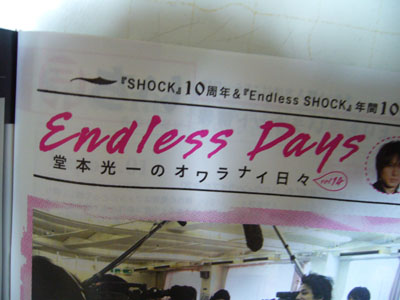 『SHOCK』10周年&『Endless SHOCK』年間10
Endless Days
堂本光一のオワラナイ日々
vol.14